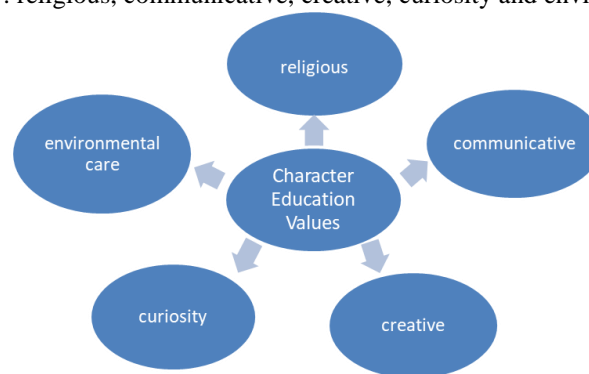 : religious, communicative, creative, curiosity and envi
religious
communicative
creative
curiosity
environmental
care
Character
Education
Values